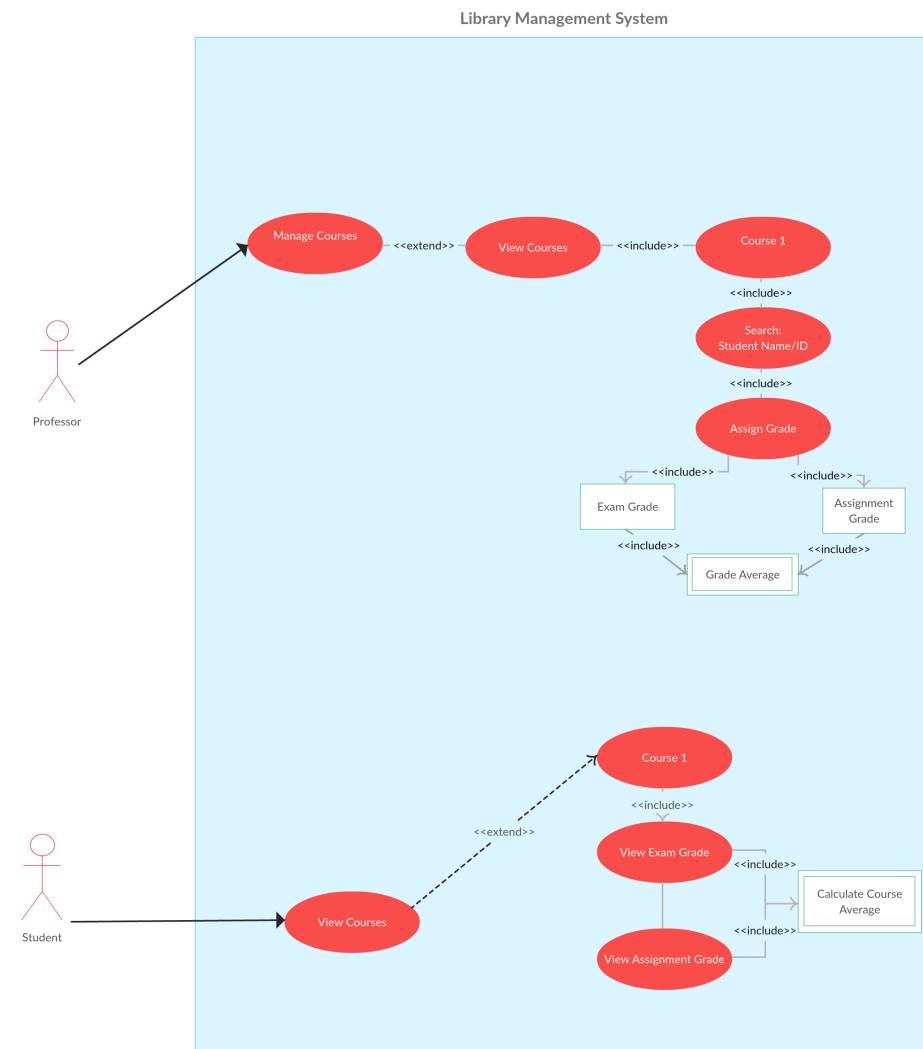 Library Management System
Manage Courses
<<extend>>
View Courses
<<include>>
Course 1
<<include>>
Search:
Student Name/ID
<<include>>
Professor
Assign Grade
<<include>>
<<include>>
Exam Grade
Assignment
Grade
<<include>>
<<include>>
Grade Average
Course 1
<<include>>
<<extend>>
View Exam Grade
<<include>>
Calculate Course
Average
View Courses
<<include>>
Student
View Assignment Grade